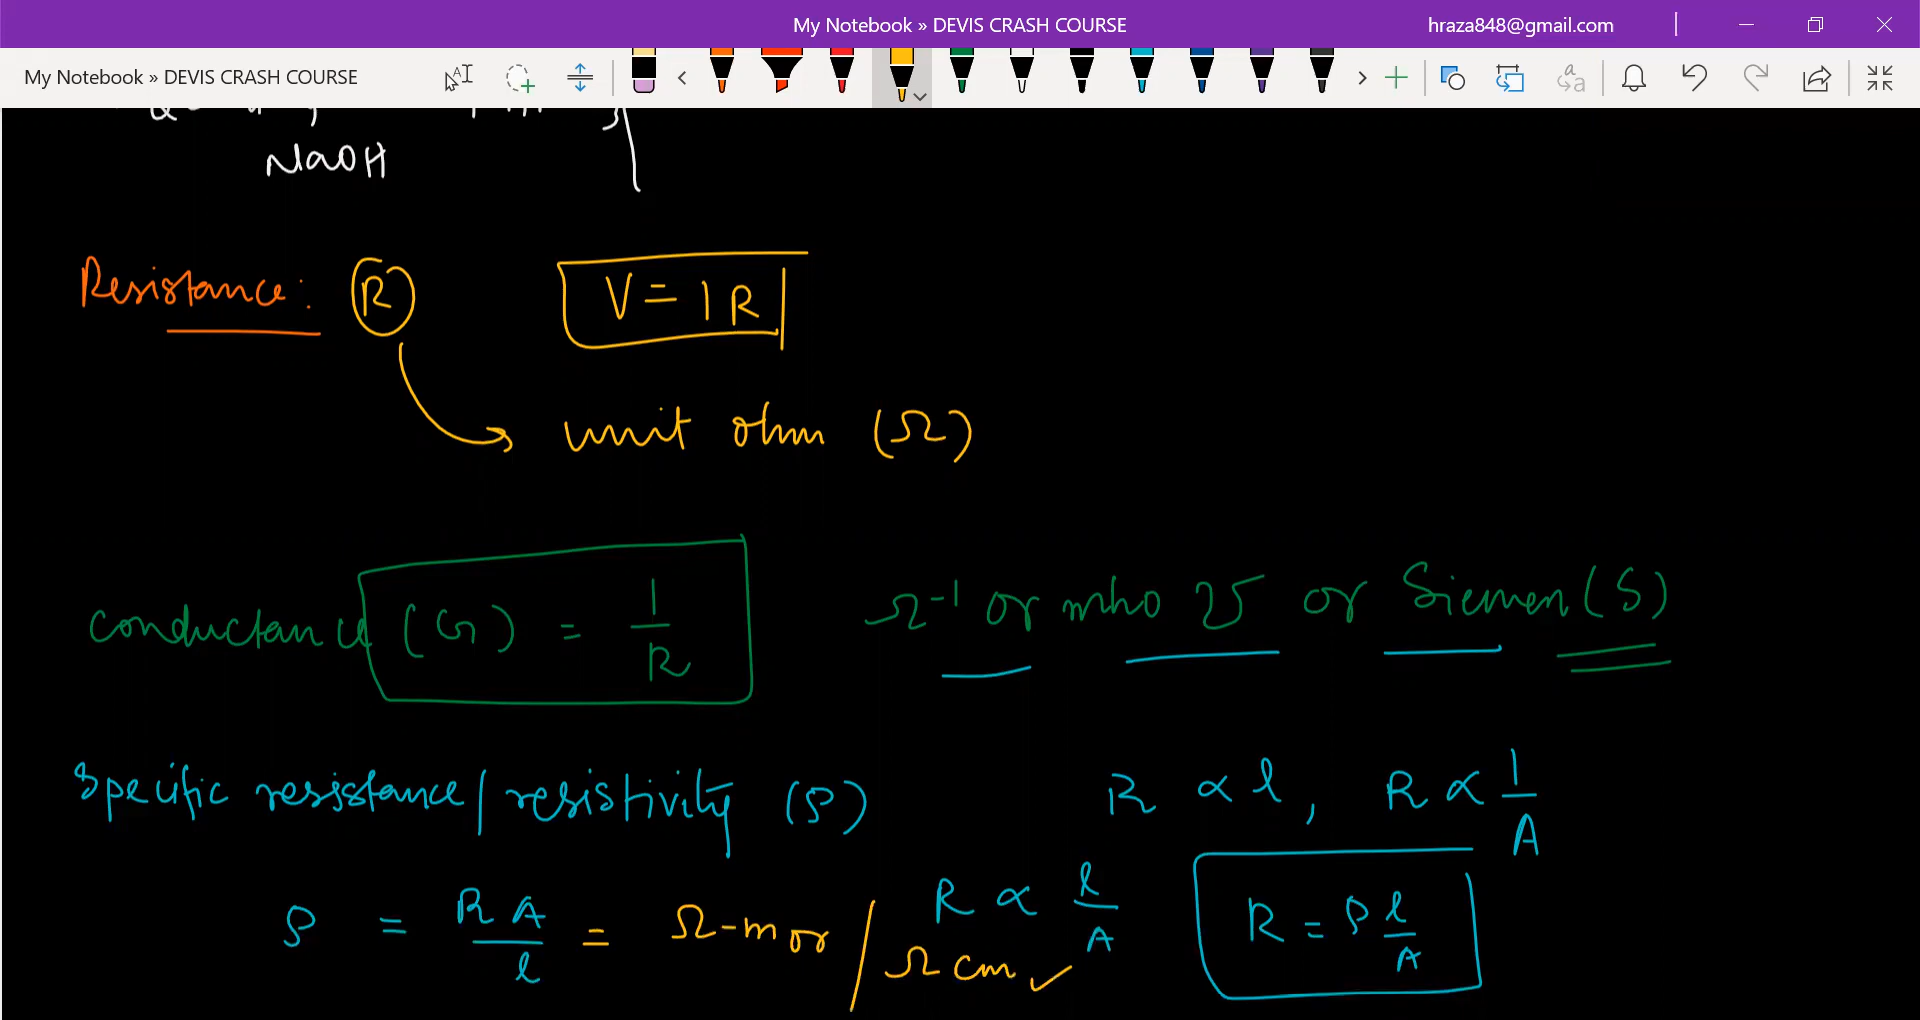 My Notebook » DEVIS CRASH COURSE
hraza848@gmail.com
My Notebook » DEVIS CRASH COURSE
NaOH
Resistance: R V = IR
unit ohm (Ω)
conductance (G) = 1/R Ω⁻¹ or mho ℧ or Siemen (S)
Specific resistance/resistivity (ρ) R ∝ l, R ∝ 1/A
ρ = RA/l = Ω-m or / Ω cm ✓ R ∝ l/A R = ρ l/A